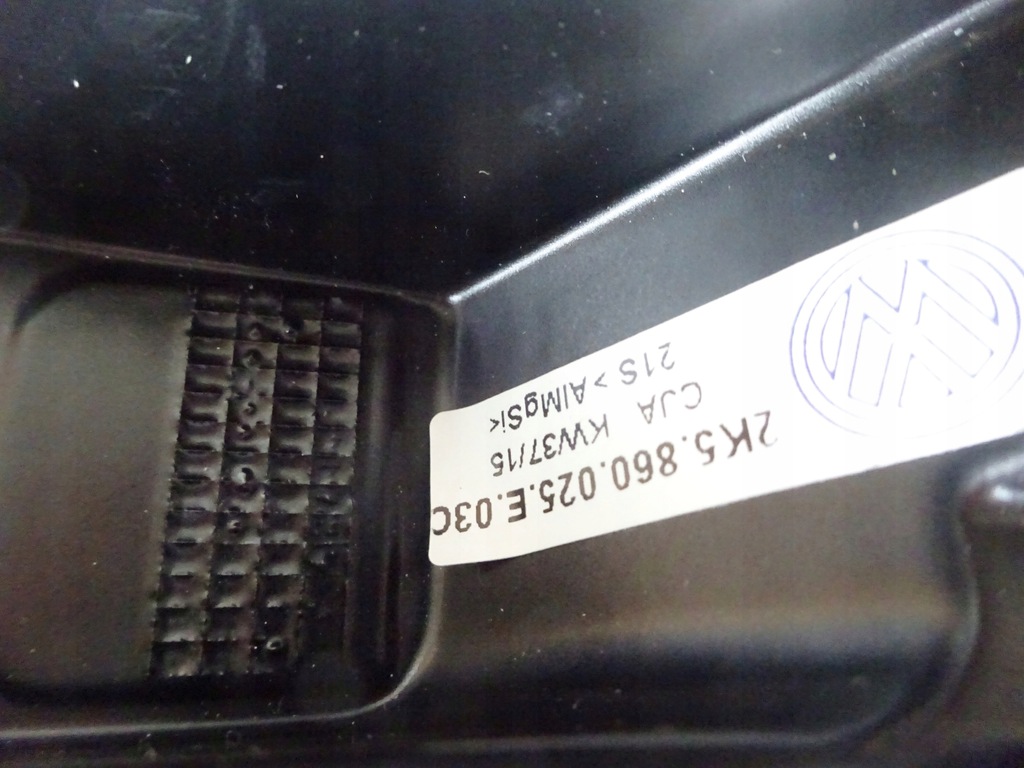 2K5.860.025.E.03C
CJA KW37/15
21S >AlMgSi<